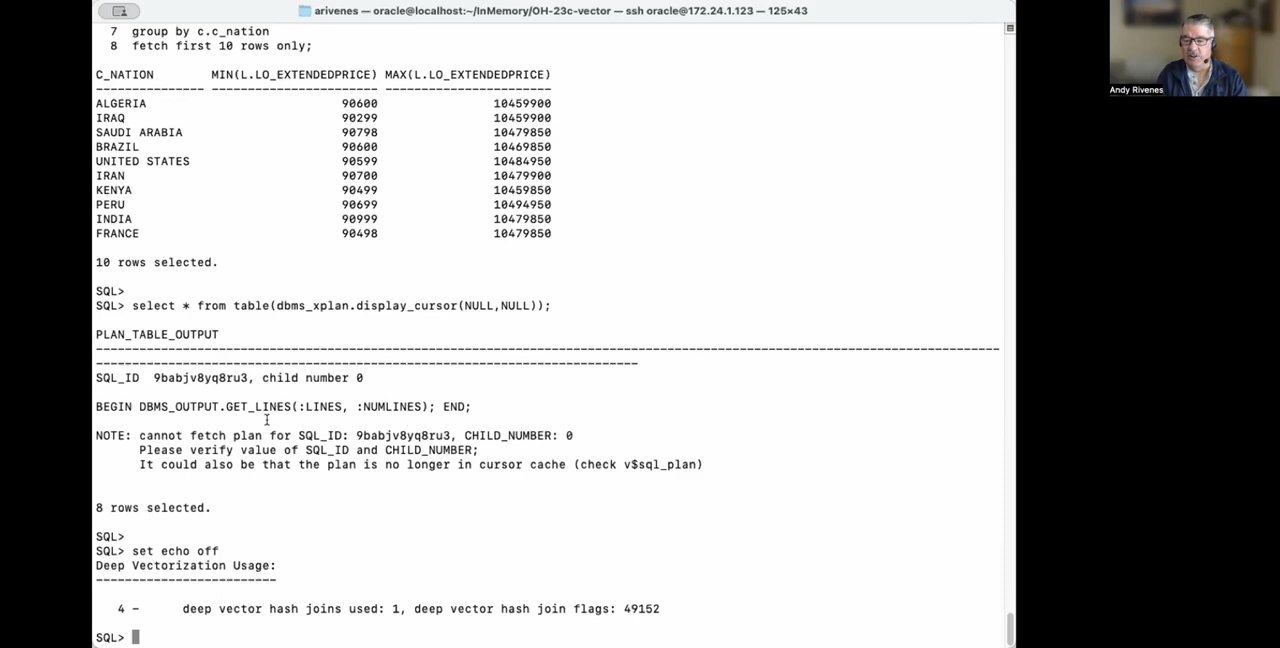 arivenes — oracle@localhost:~/InMemory/OH-23c-vector — ssh oracle@172.24.1.123 — 125×43
7  group by c.c_nation
8  fetch first 10 rows only;
C_NATION        MIN(L.LO_EXTENDEDPRICE) MAX(L.LO_EXTENDEDPRICE)
--------------- ----------------------- -----------------------
ALGERIA                           90600                10459900
IRAQ                              90299                10459900
SAUDI ARABIA                      90798                10479850
BRAZIL                            90600                10469850
UNITED STATES                     90599                10484950
IRAN                              90700                10479900
KENYA                             90499                10459850
PERU                              90699                10494950
INDIA                             90999                10479850
FRANCE                            90498                10479850
10 rows selected.
SQL>
SQL> select * from table(dbms_xplan.display_cursor(NULL,NULL));
PLAN_TABLE_OUTPUT
-----------------------------------------------------------------------------------------------------------------------------
---------------------------------------------------------------------------
SQL_ID  9babjv8yq8ru3, child number 0
BEGIN DBMS_OUTPUT.GET_LINES(:LINES, :NUMLINES); END;
NOTE: cannot fetch plan for SQL_ID: 9babjv8yq8ru3, CHILD_NUMBER: 0
Please verify value of SQL_ID and CHILD_NUMBER;
It could also be that the plan is no longer in cursor cache (check v$sql_plan)
8 rows selected.
SQL>
SQL> set echo off
Deep Vectorization Usage:
-------------------------
4 -      deep vector hash joins used: 1, deep vector hash join flags: 49152
SQL>
Andy Rivenes